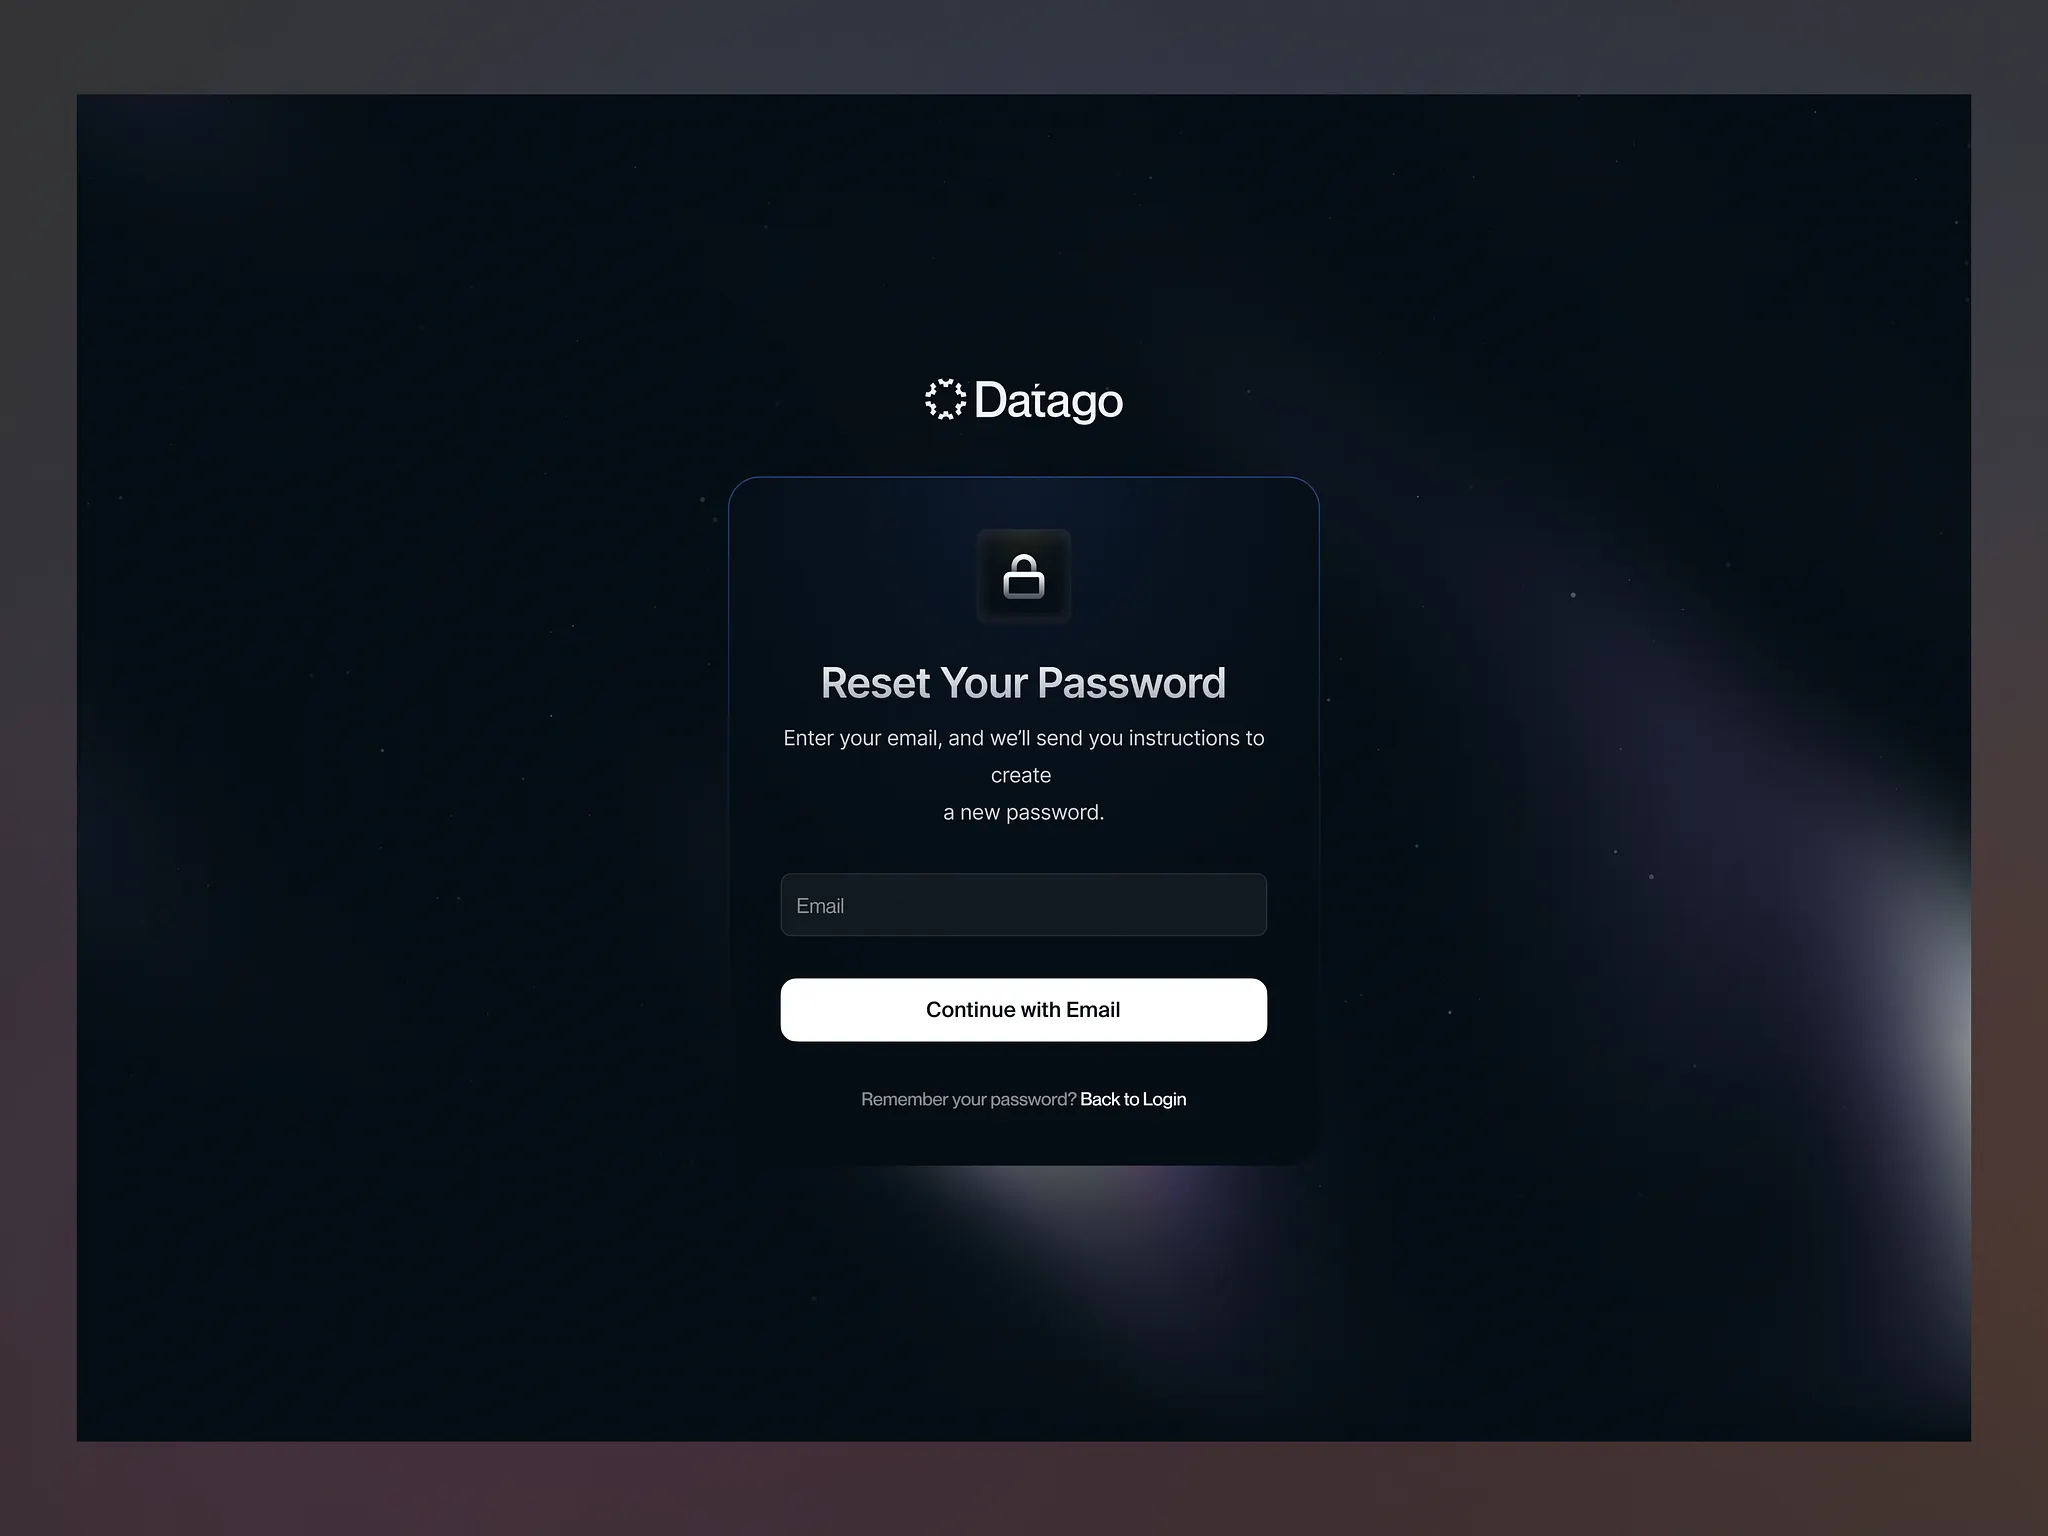 Datago
Reset Your Password
Enter your email, and we’ll send you instructions to
create
a new password.
Email
Continue with Email
Remember your password? Back to Login